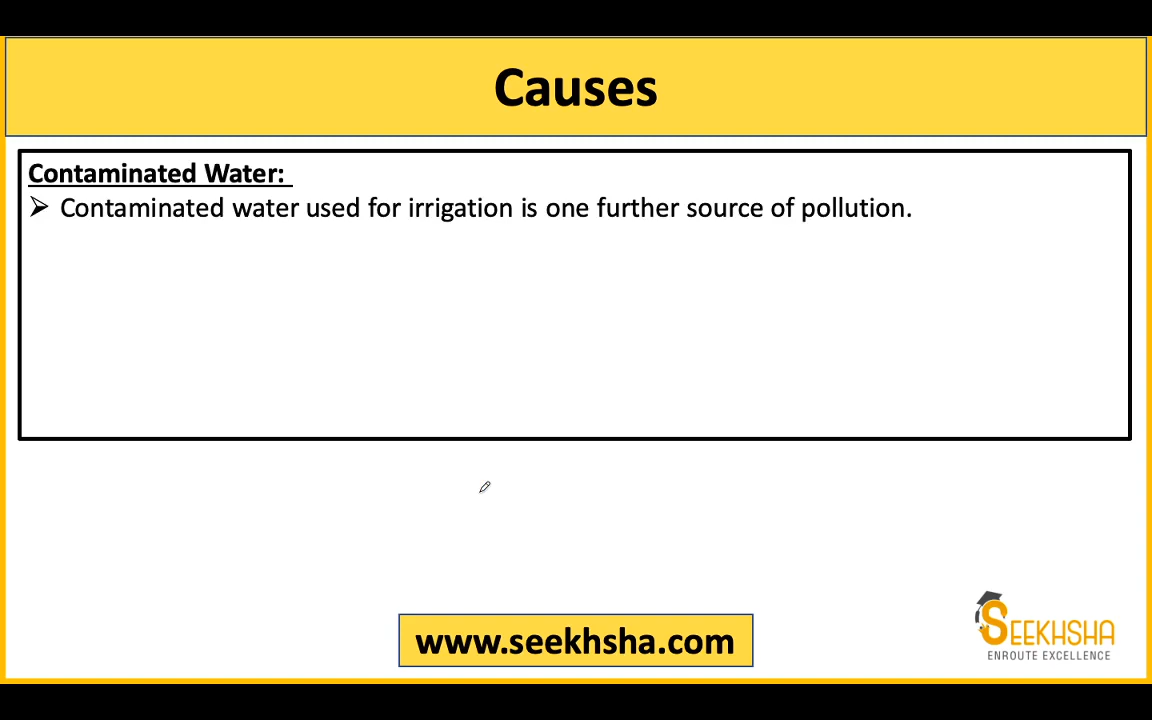 Causes
Contaminated Water:
➢ Contaminated water used for irrigation is one further source of pollution.
www.seekhsha.com
SEEKHSHA
ENROUTE EXCELLENCE